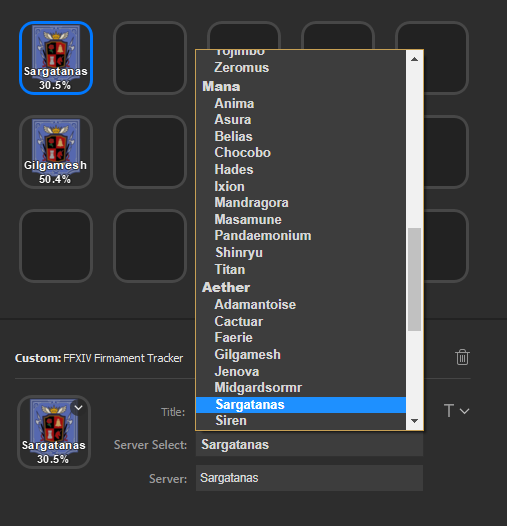 Sargatanas
30.5%
Gilgamesh
50.4%
Yojimbo
Zeromus
Mana
Anima
Asura
Belias
Chocobo
Hades
Ixion
Mandragora
Masamune
Pandaemonium
Shinryu
Titan
Aether
Adamantoise
Cactuar
Faerie
Gilgamesh
Jenova
Midgardsormr
Sargatanas
Siren
Custom: FFXIV Firmament Tracker
Sargatanas
30.5%
Title:
T
Server Select: Sargatanas
Server: Sargatanas